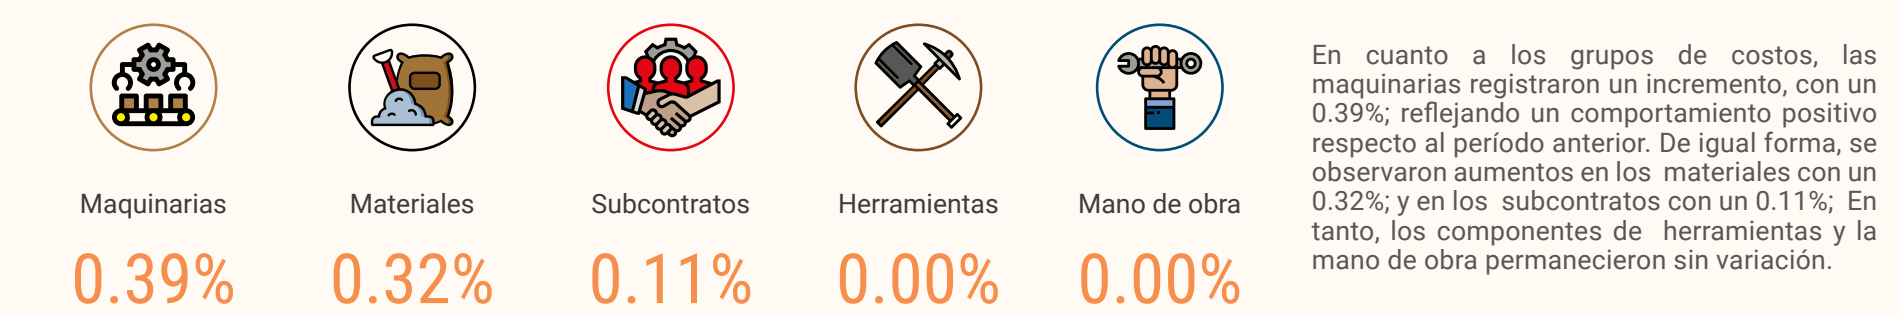 Maquinarias
0.39%
Materiales
0.32%
Subcontratos
0.11%
Herramientas
0.00%
Mano de obra
0.00%
En cuanto a los grupos de costos, las
maquinarias registraron un incremento, con un
0.39%; reflejando un comportamiento positivo
respecto al período anterior. De igual forma, se
observaron aumentos en los materiales con un
0.32%; y en los subcontratos con un 0.11%; En
tanto, los componentes de herramientas y la
mano de obra permanecieron sin variación.